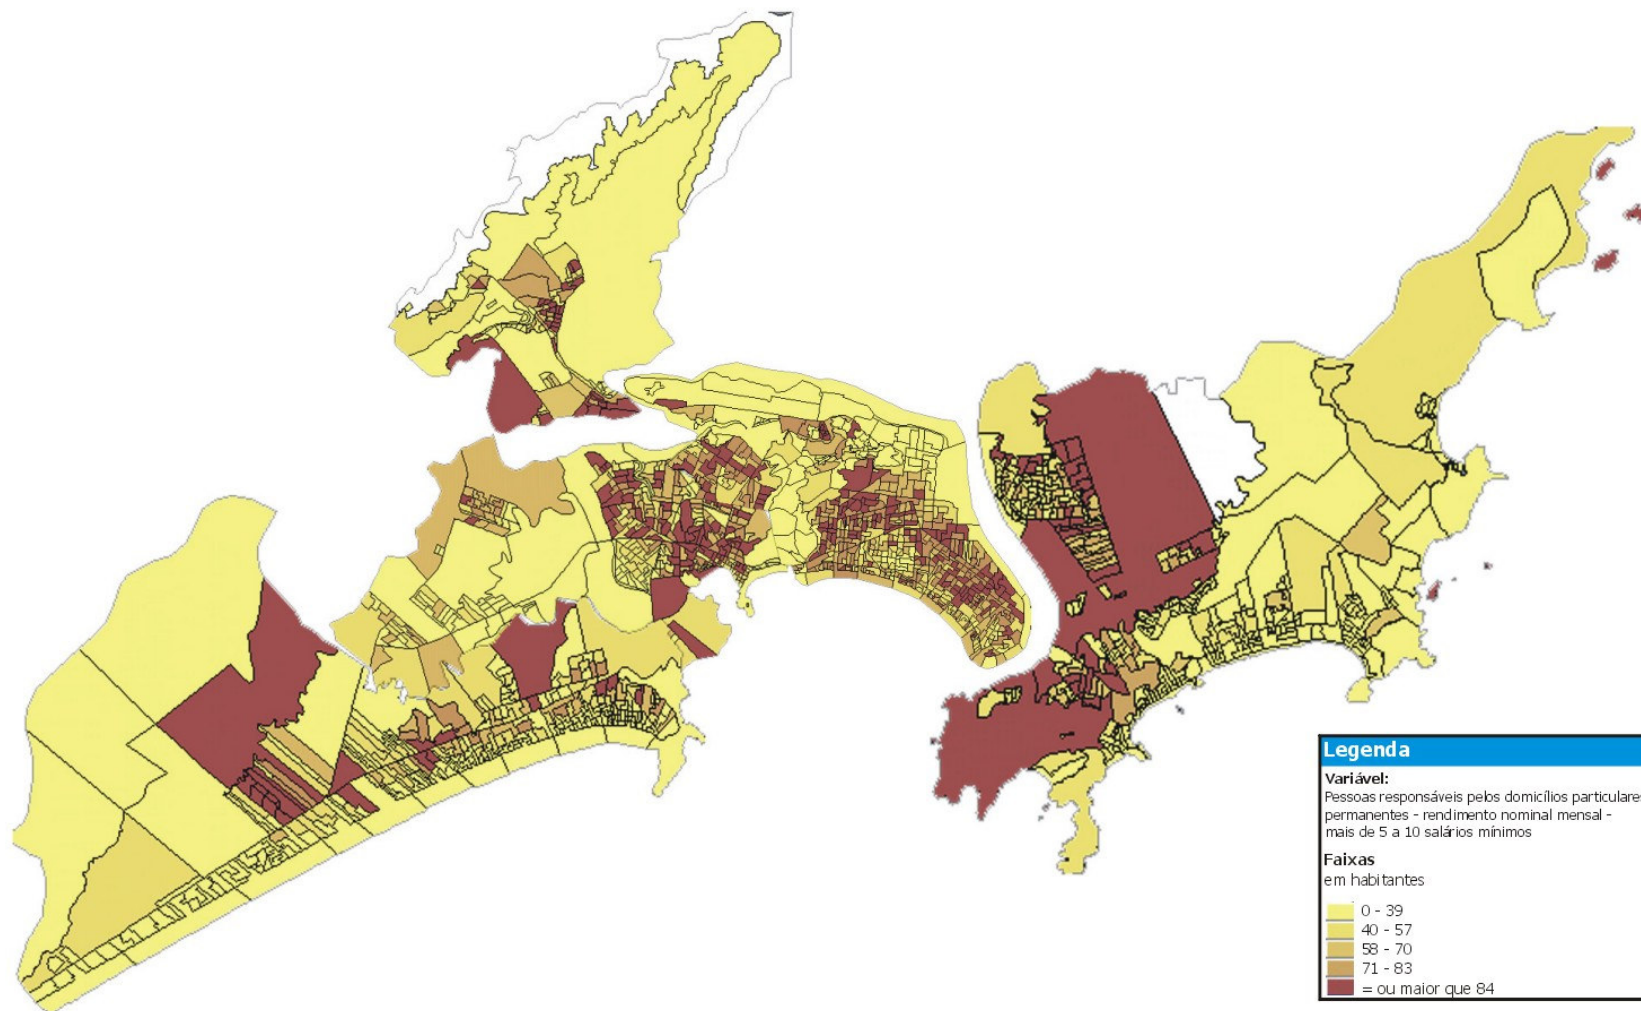 Legenda
Variável:
Pessoas responsáveis pelos domicílios particulares
permanentes - rendimento nominal mensal -
mais de 5 a 10 salários mínimos
Faixas
em habitantes
0 - 39
40 - 57
58 - 70
71 - 83
= ou maior que 84